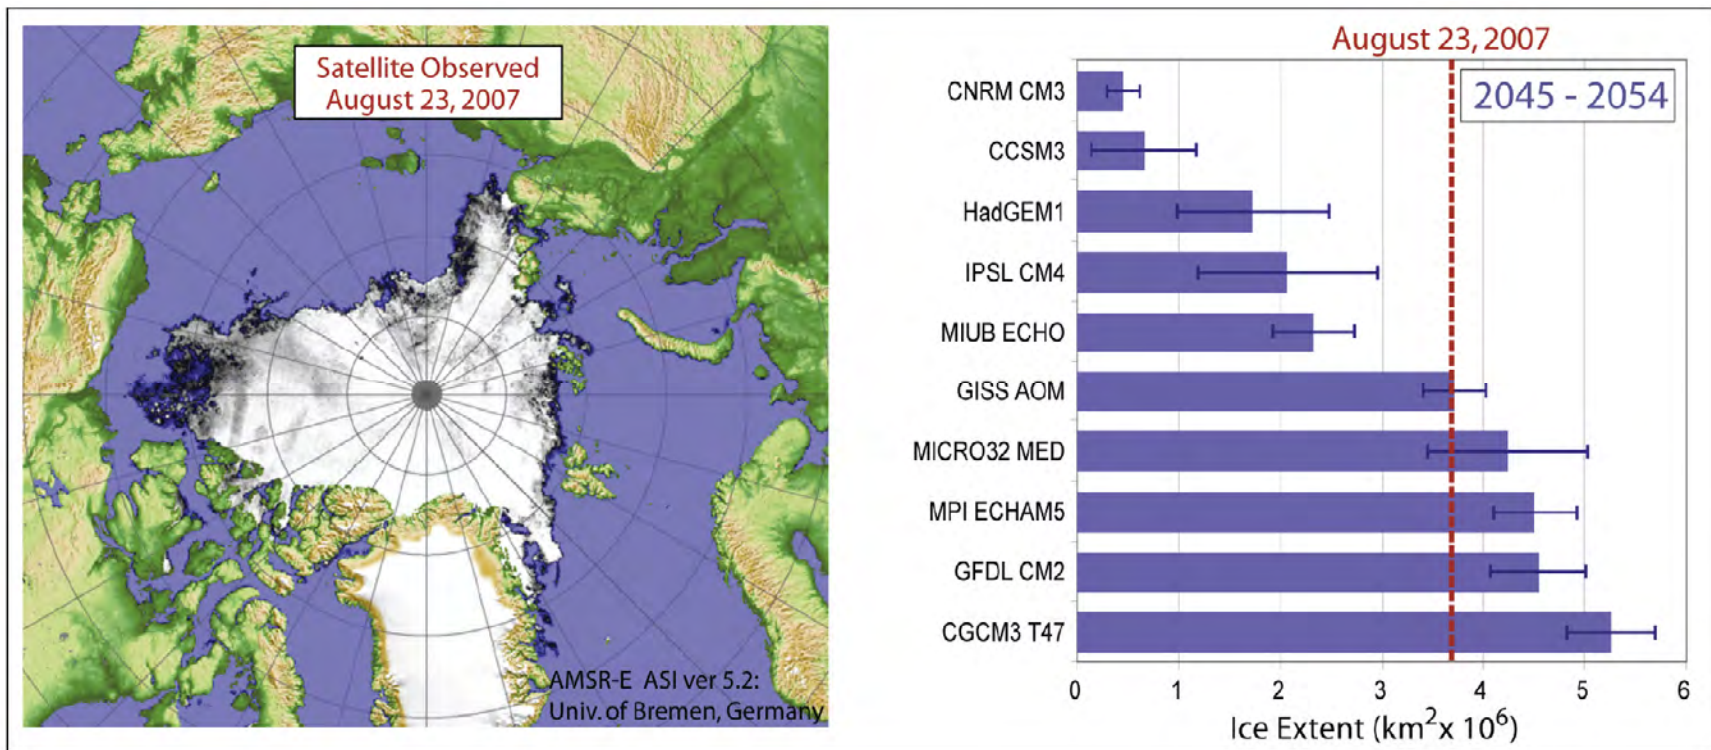 Satellite Observed
August 23, 2007
AMSR-E ASI ver 5.2:
Univ. of Bremen, Germany
August 23, 2007
2045 - 2054
CNRM CM3
CCSM3
HadGEM1
IPSL CM4
MIUB ECHO
GISS AOM
MICRO32 MED
MPI ECHAM5
GFDL CM2
CGCM3 T47
0 1 2 3 4 5 6
Ice Extent (km² x 10⁶)